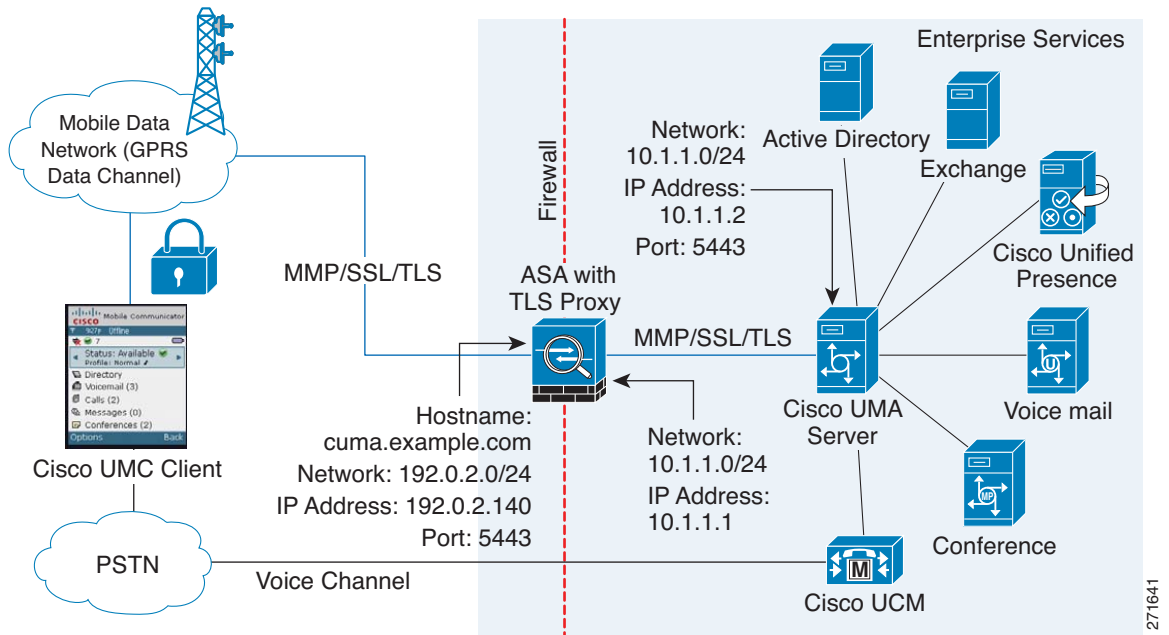 Enterprise Services
Mobile Data
Network (GPRS
Data Channel)
Active Directory
Exchange
Cisco Unified
Presence
Network:
10.1.1.0/24
IP Address:
10.1.1.2
Port: 5443
Firewall
MMP/SSL/TLS
ASA with
TLS Proxy
MMP/SSL/TLS
Cisco UMA
Server
Voice mail
CISCO
Mobile Communicator
Offline
7
Status: Available
Profile: Normal
Directory
Voicemail (3)
Calls (2)
Messages (0)
Conferences (2)
Options
Back
Cisco UMC Client
Hostname:
cuma.example.com
Network: 192.0.2.0/24
IP Address: 192.0.2.140
Port: 5443
Network:
10.1.1.0/24
IP Address:
10.1.1.1
U
MP
Conference
PSTN
Voice Channel
M
Cisco UCM
271641